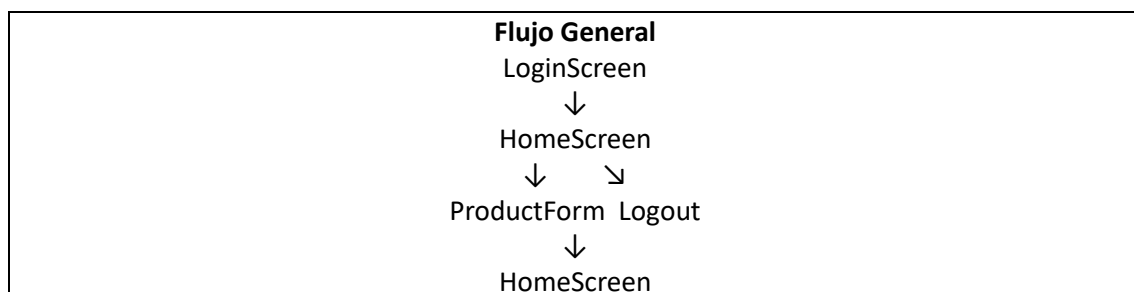 Flujo General
LoginScreen
↓
HomeScreen
↓ ↘
ProductForm Logout
↓
HomeScreen